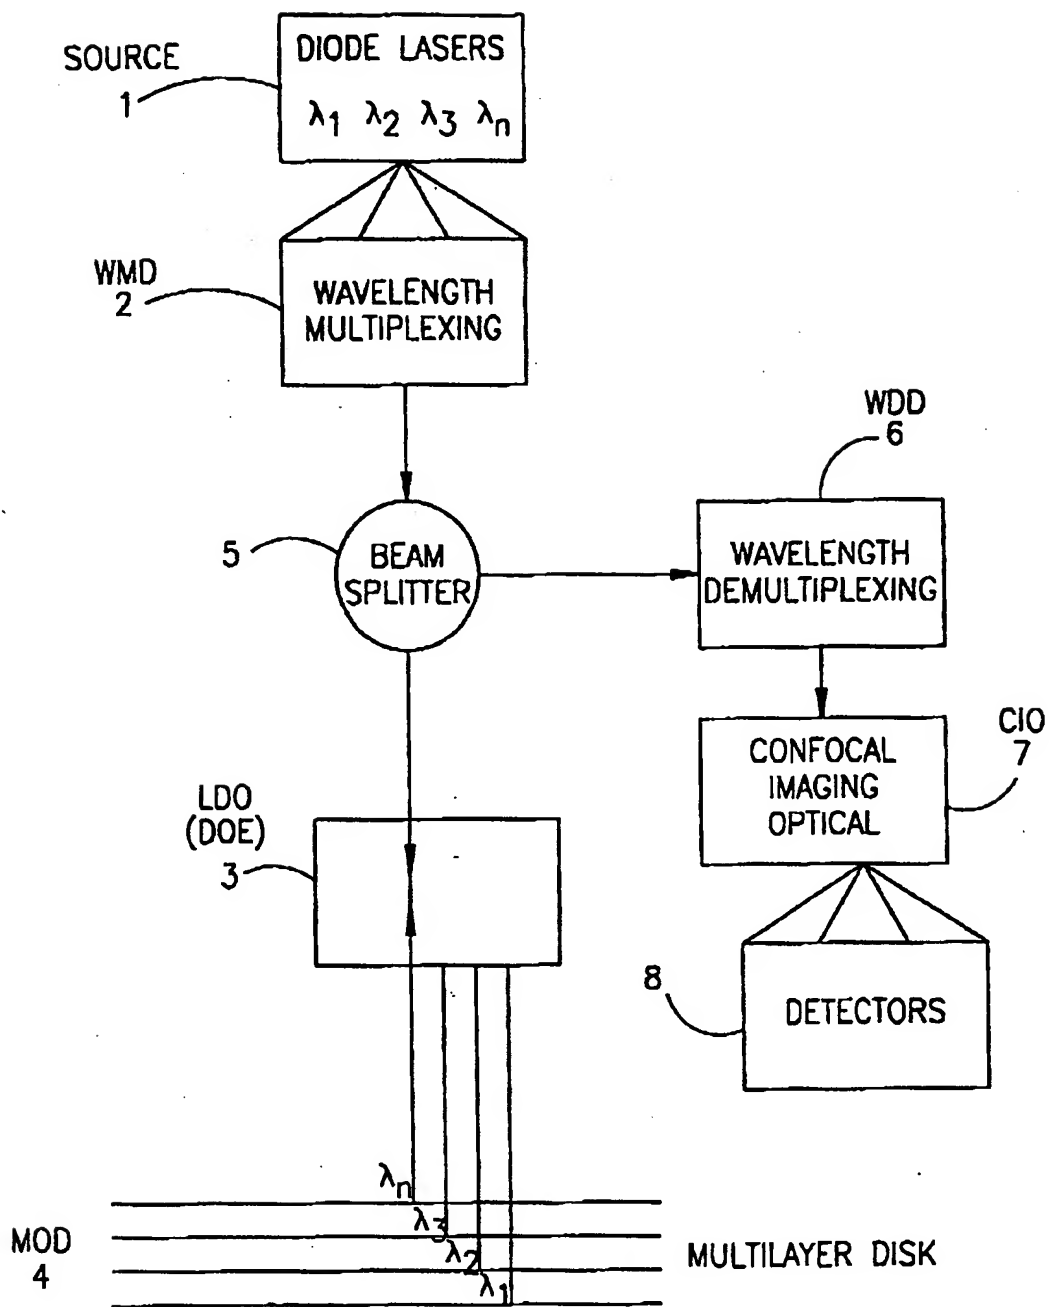 SOURCE
1
DIODE LASERS
λ1 λ2 λ3 λn
WMD
2
WAVELENGTH
MULTIPLEXING
5
BEAM
SPLITTER
WDD
6
WAVELENGTH
DEMULTIPLEXING
CIO
7
CONFOCAL
IMAGING
OPTICAL
LDO
(DOE)
3
8
DETECTORS
λn
λ3
λ2
λ1
MOD
4
MULTILAYER DISK